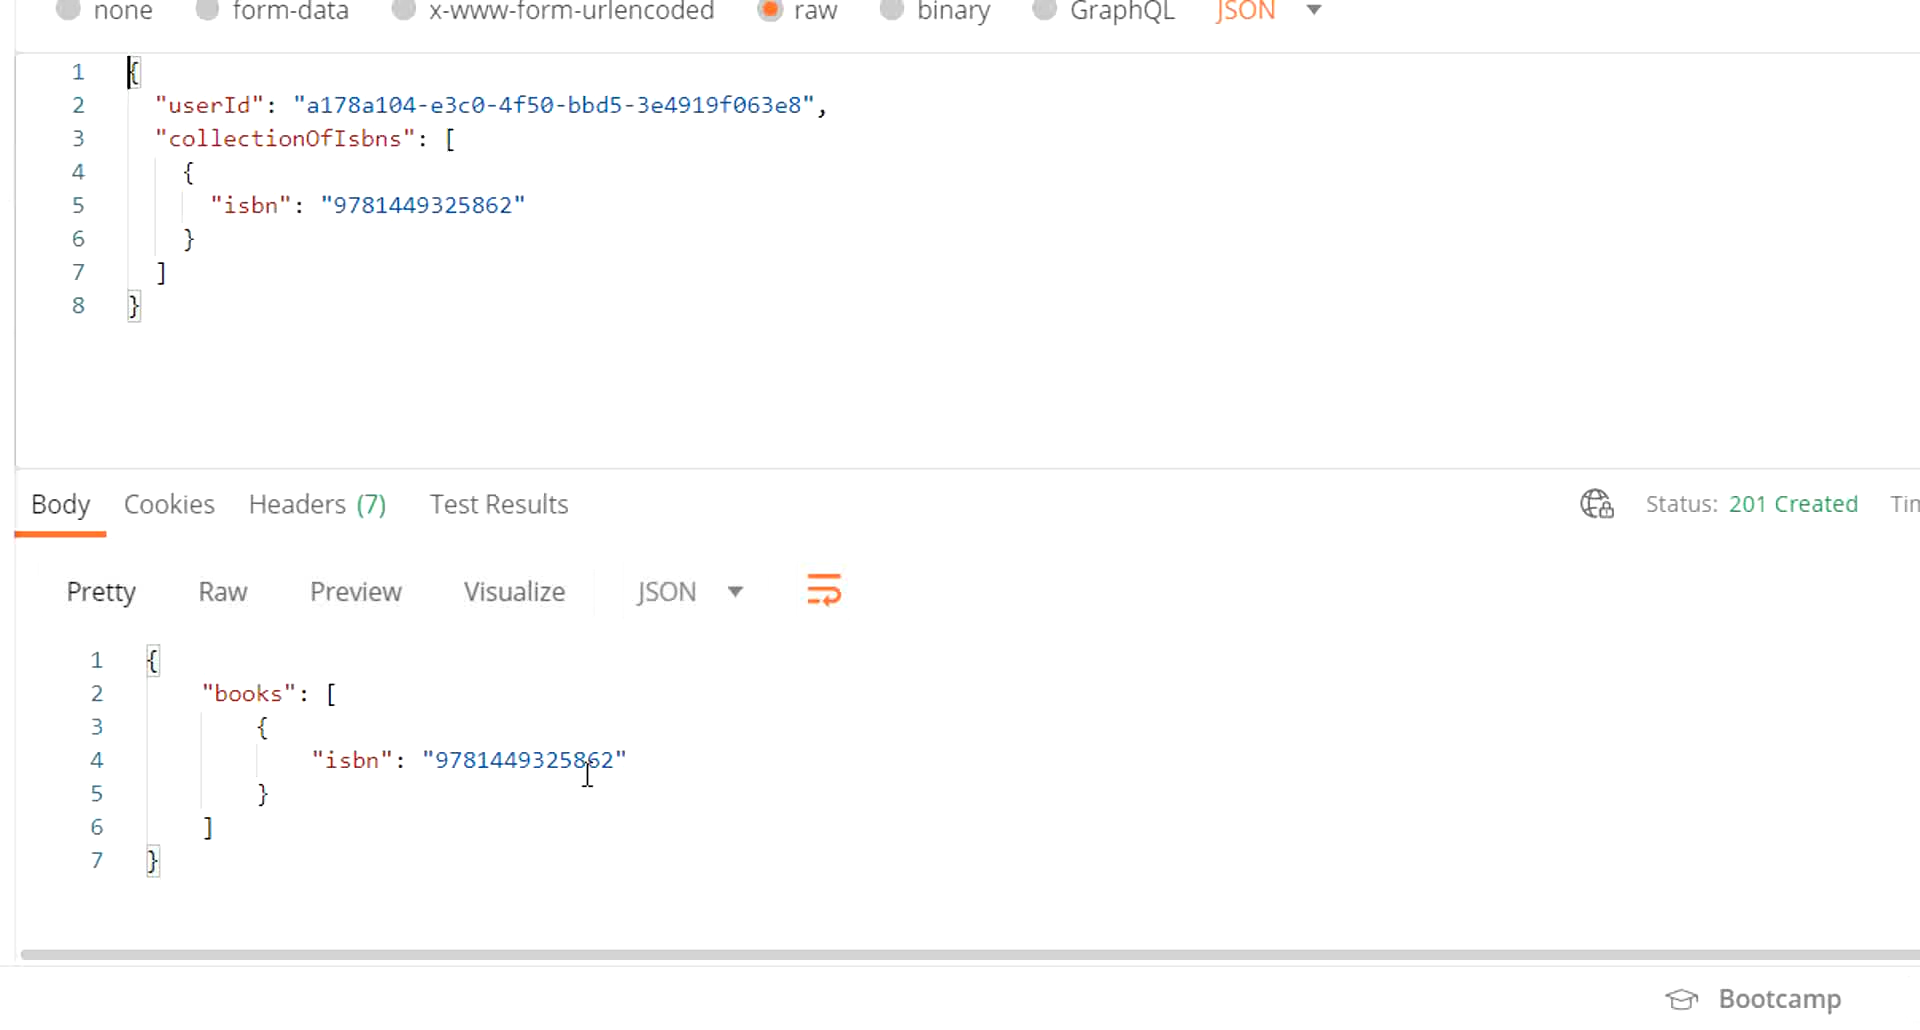 none form-data x-www-form-urlencoded raw binary GraphQL JSON
1 {
2 "userId": "a178a104-e3c0-4f50-bbd5-3e4919f063e8",
3 "collectionOfIsbns": [
4 {
5 "isbn": "9781449325862"
6 }
7 ]
8 }
Body Cookies Headers (7) Test Results Status: 201 Created
Pretty Raw Preview Visualize JSON
1 {
2 "books": [
3 {
4 "isbn": "9781449325862"
5 }
6 ]
7 }
Bootcamp